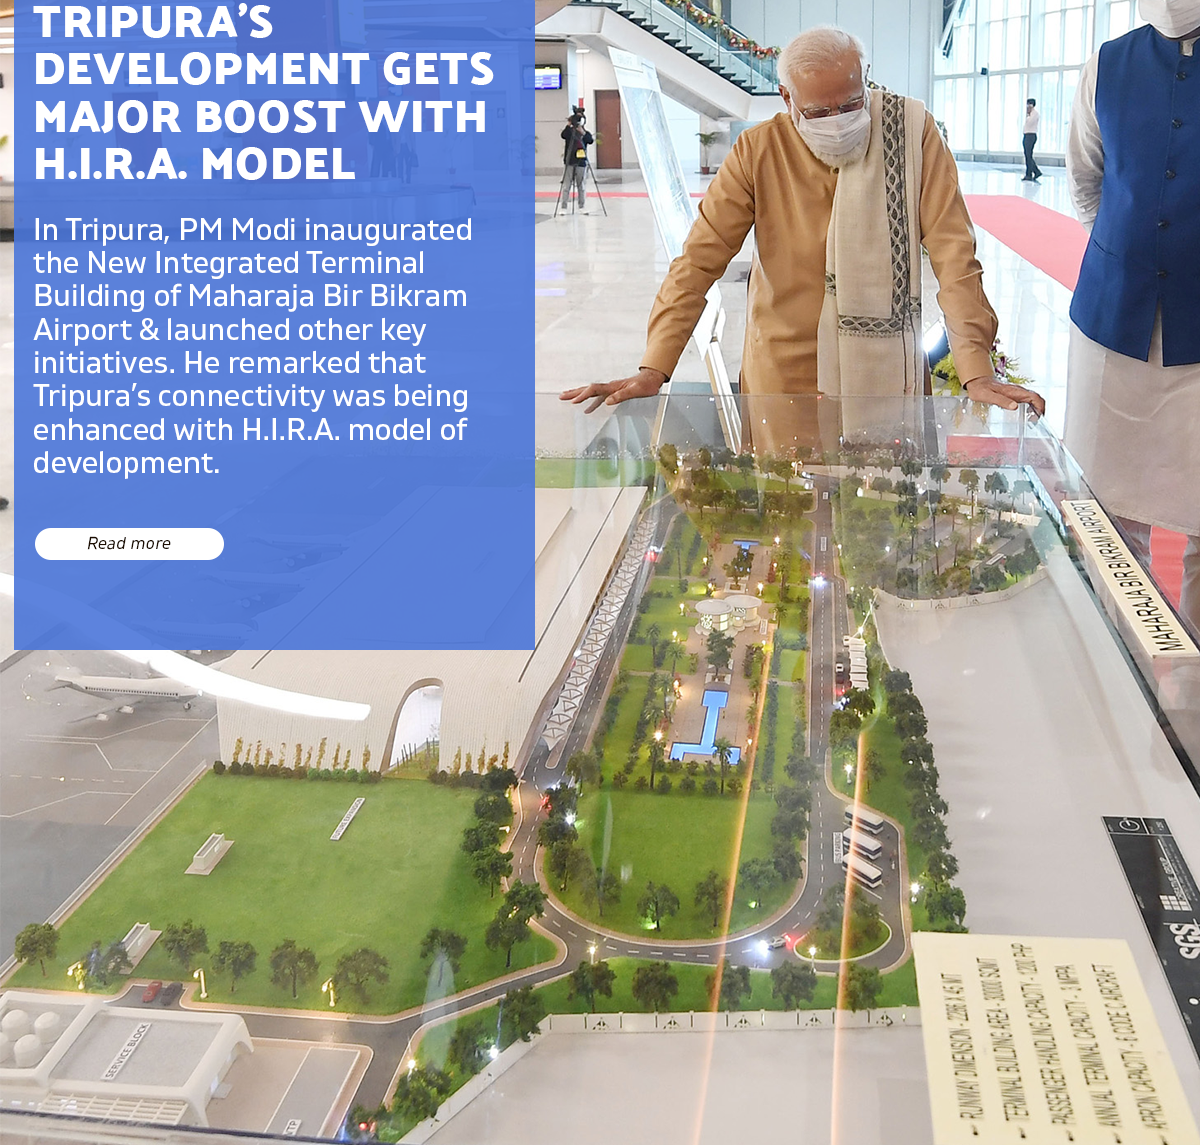 TRIPURA’S
DEVELOPMENT GETS
MAJOR BOOST WITH
H.I.R.A. MODEL
In Tripura, PM Modi inaugurated
the New Integrated Terminal
Building of Maharaja Bir Bikram
Airport & launched other key
initiatives. He remarked that
Tripura’s connectivity was being
enhanced with H.I.R.A. model of
development.
Read more
MAHARAJA BIR BIKRAM AIRPORT
SERVICE BLOCK
SGS
RUNWAY DIMENSION - 2286 X 45 MT
TERMINAL BUILDING AREA - 30000 SQMT
PASSENGER HANDLING CAPACITY - 1200 PHP
ANNUAL TERMINAL CAPACITY - 3 MPPA
APRON CAPACITY - 6 CODE C AIRCRAFT